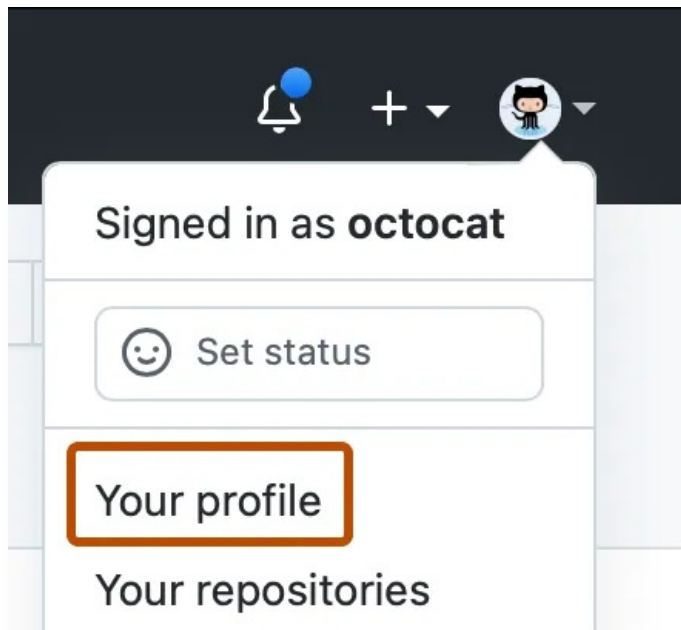 Signed in as octocat
Set status
Your profile
Your repositories